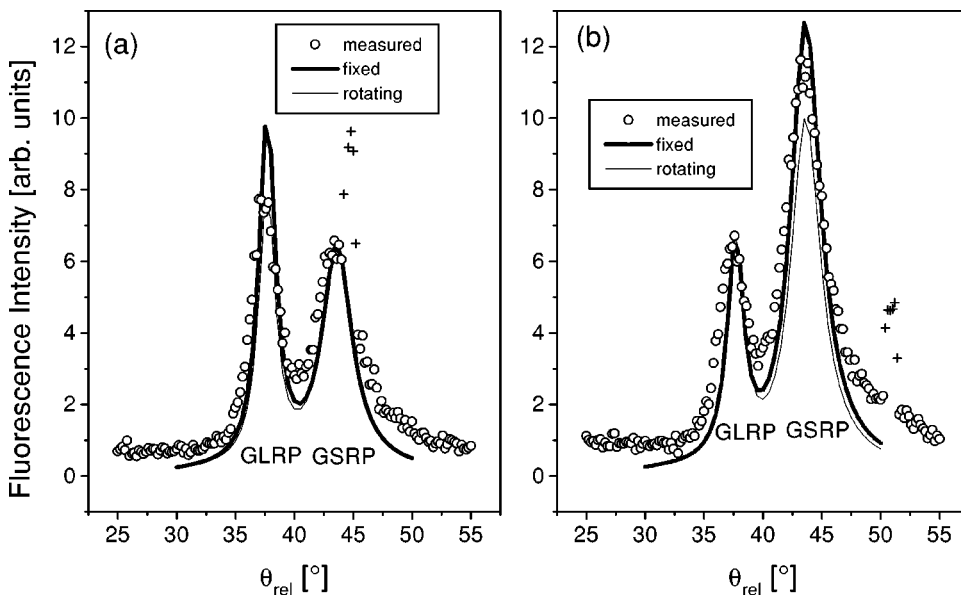 Fluorescence Intensity [arb. units]
(a)
measured
fixed
rotating
12
10
8
6
4
2
0
GLRP GSRP
25 30 35 40 45 50 55
θrel [°]
(b)
measured
fixed
rotating
12
10
8
6
4
2
0
GLRP GSRP
25 30 35 40 45 50 55
θrel [°]